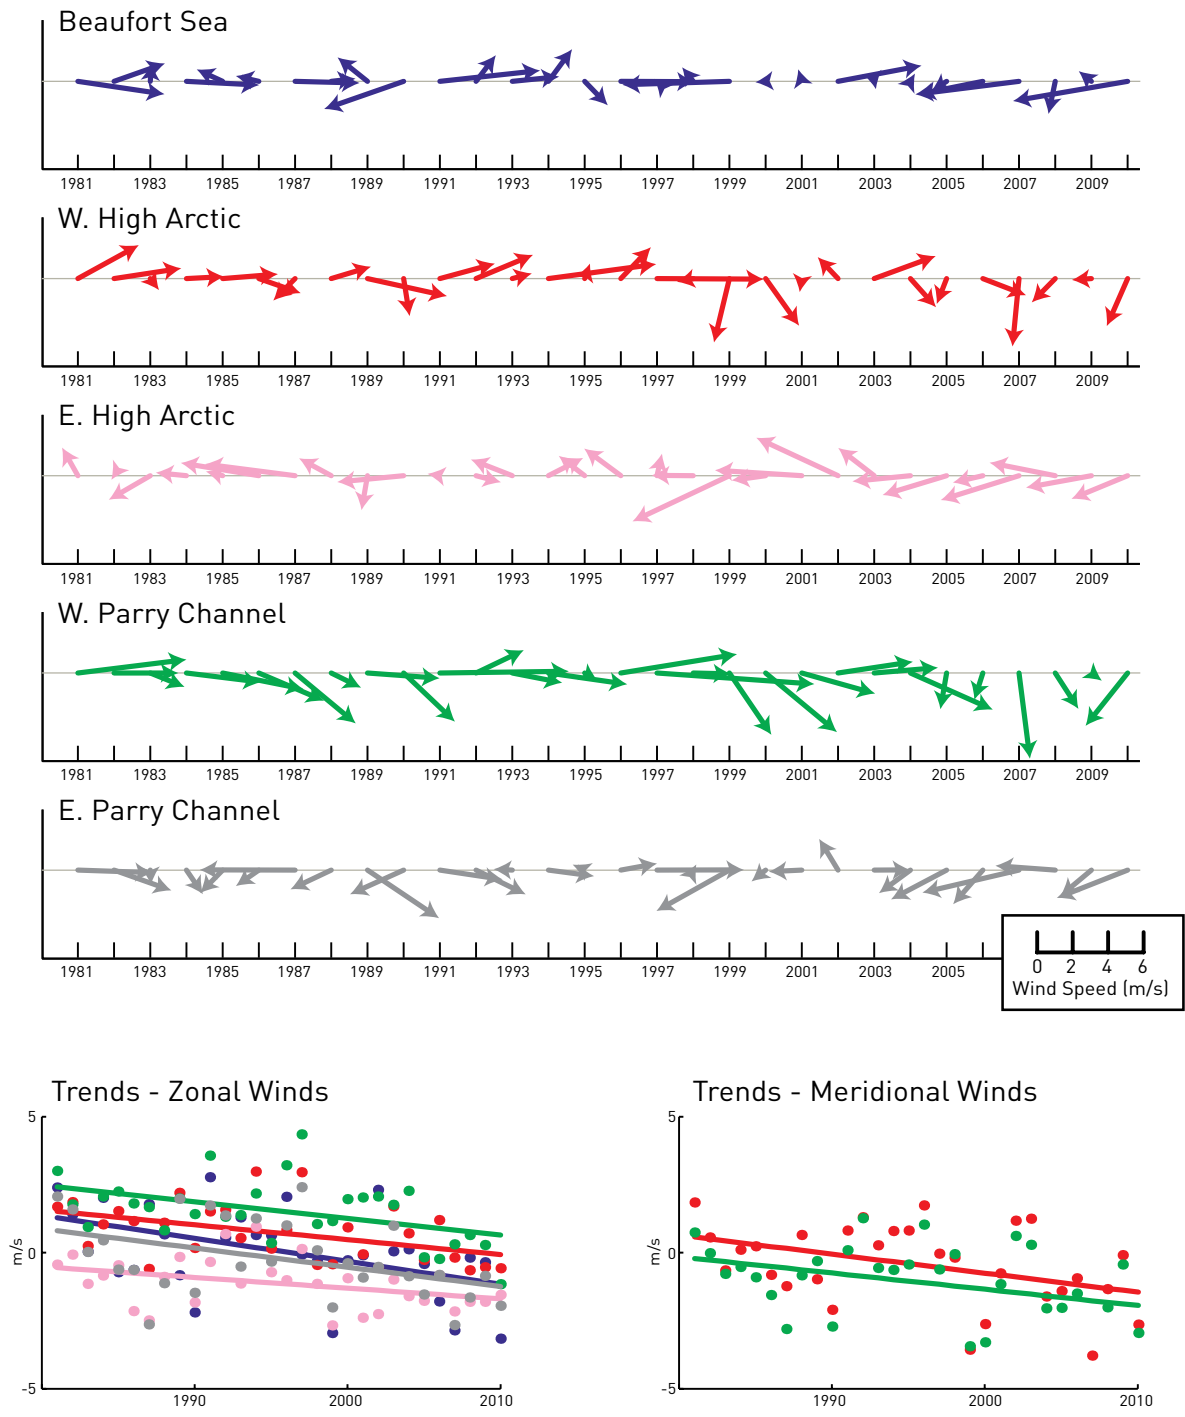 Beaufort Sea
1981 1983 1985 1987 1989 1991 1993 1995 1997 1999 2001 2003 2005 2007 2009
W. High Arctic
1981 1983 1985 1987 1989 1991 1993 1995 1997 1999 2001 2003 2005 2007 2009
E. High Arctic
1981 1983 1985 1987 1989 1991 1993 1995 1997 1999 2001 2003 2005 2007 2009
W. Parry Channel
1981 1983 1985 1987 1989 1991 1993 1995 1997 1999 2001 2003 2005 2007 2009
E. Parry Channel
1981 1983 1985 1987 1989 1991 1993 1995 1997 1999 2001 2003 2005
0 2 4 6
Wind Speed (m/s)
Trends - Zonal Winds
5
m/s
0
-5
1990 2000 2010
Trends - Meridional Winds
5
m/s
0
-5
1990 2000 2010